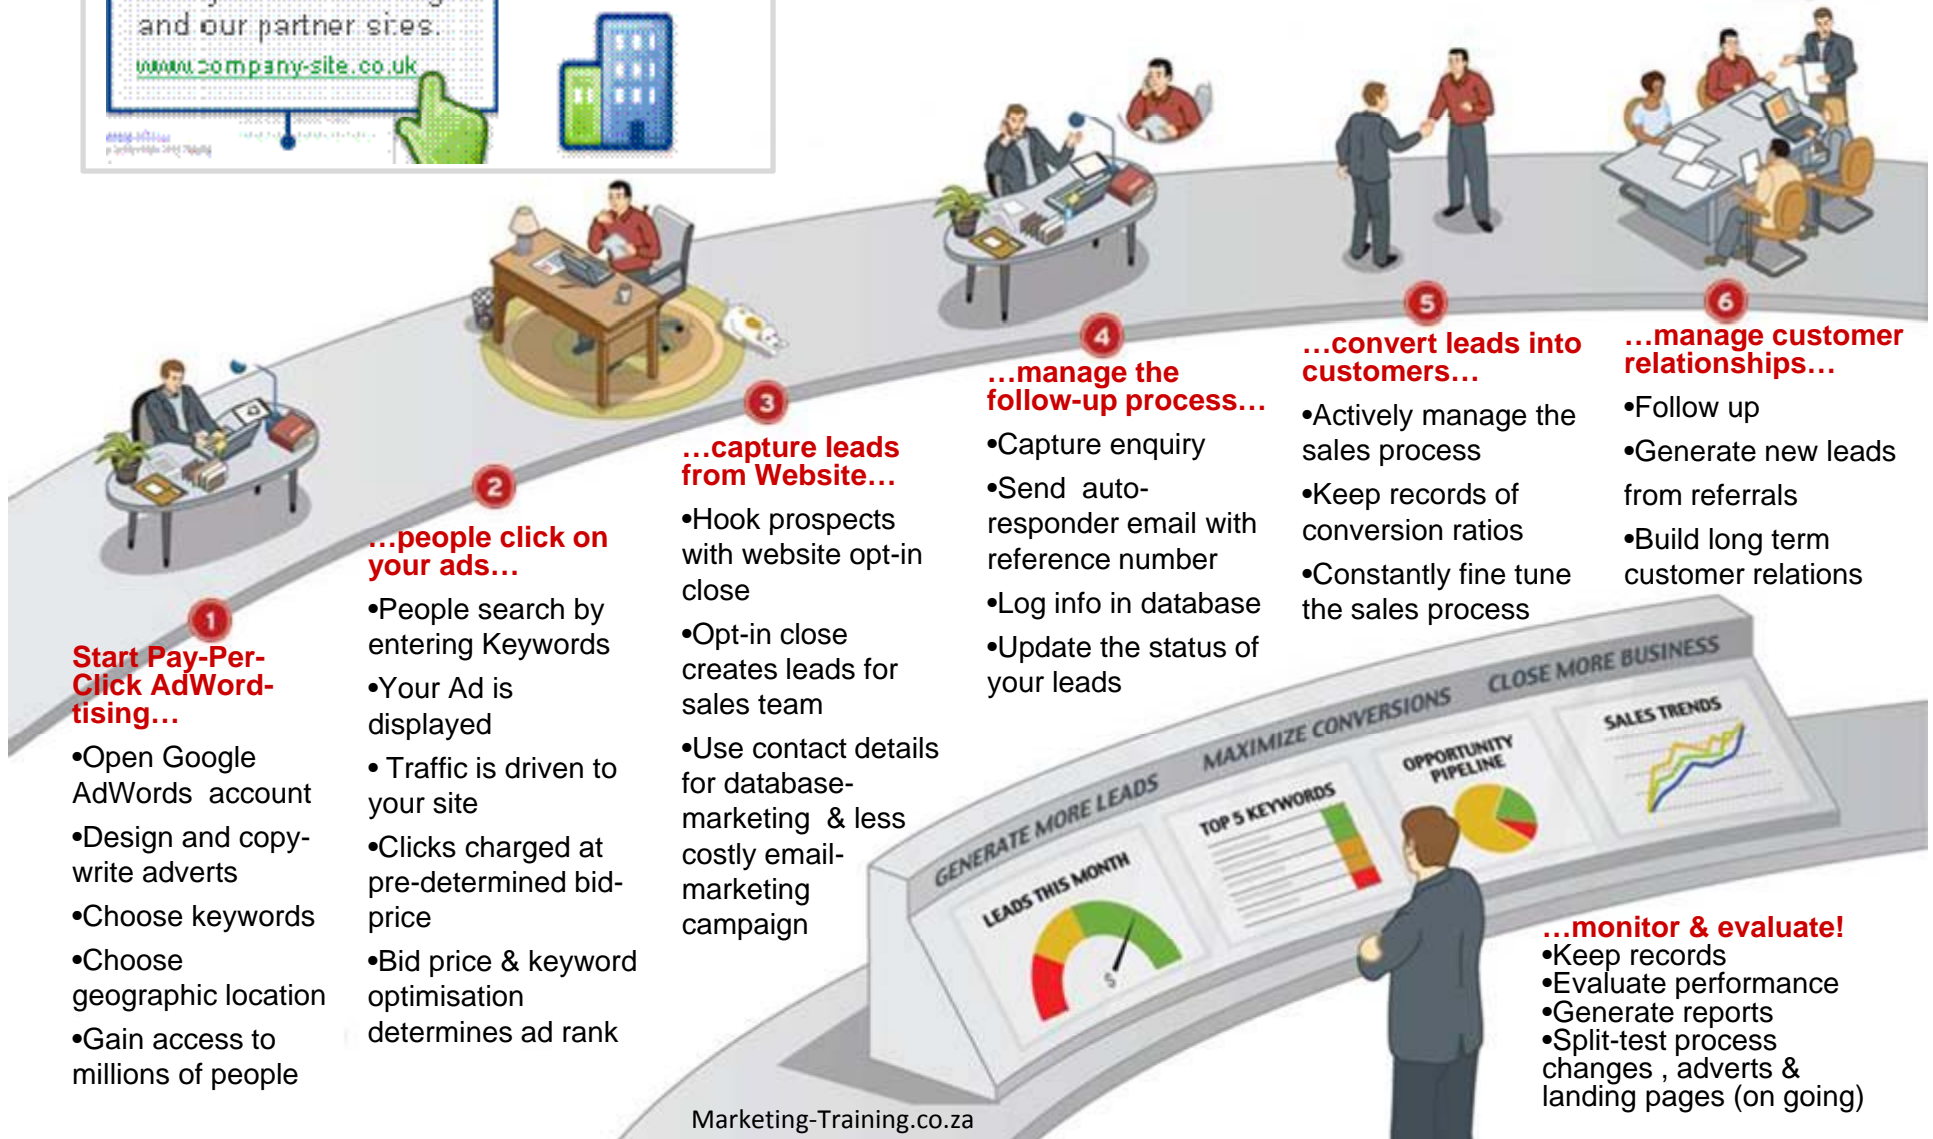 and our partner sites.
www.company-site.co.uk
1
Start Pay-Per-
Click AdWord-
tising…
•Open Google
AdWords  account
•Design and copy-
write adverts
•Choose keywords
•Choose
geographic location
•Gain access to
millions of people
2
…people click on
your ads…
•People search by
entering Keywords
•Your Ad is
displayed
• Traffic is driven to
your site
•Clicks charged at
pre-determined bid-
price
•Bid price & keyword
optimisation
determines ad rank
3
…capture leads
from Website…
•Hook prospects
with website opt-in
close
•Opt-in close
creates leads for
sales team
•Use contact details
for database-
marketing  & less
costly email-
marketing
campaign
4
…manage the
follow-up process…
•Capture enquiry
•Send  auto-
responder email with
reference number
•Log info in database
•Update the status of
your leads
5
…convert leads into
customers…
•Actively manage the
sales process
•Keep records of
conversion ratios
•Constantly fine tune
the sales process
6
…manage customer
relationships…
•Follow up
•Generate new leads
from referrals
•Build long term
customer relations
GENERATE MORE LEADS
MAXIMIZE CONVERSIONS
CLOSE MORE BUSINESS
LEADS THIS MONTH
$
TOP 5 KEYWORDS
OPPORTUNITY
PIPELINE
SALES TRENDS
…monitor & evaluate!
•Keep records
•Evaluate performance
•Generate reports
•Split-test process
changes , adverts &
landing pages (on going)
Marketing-Training.co.za